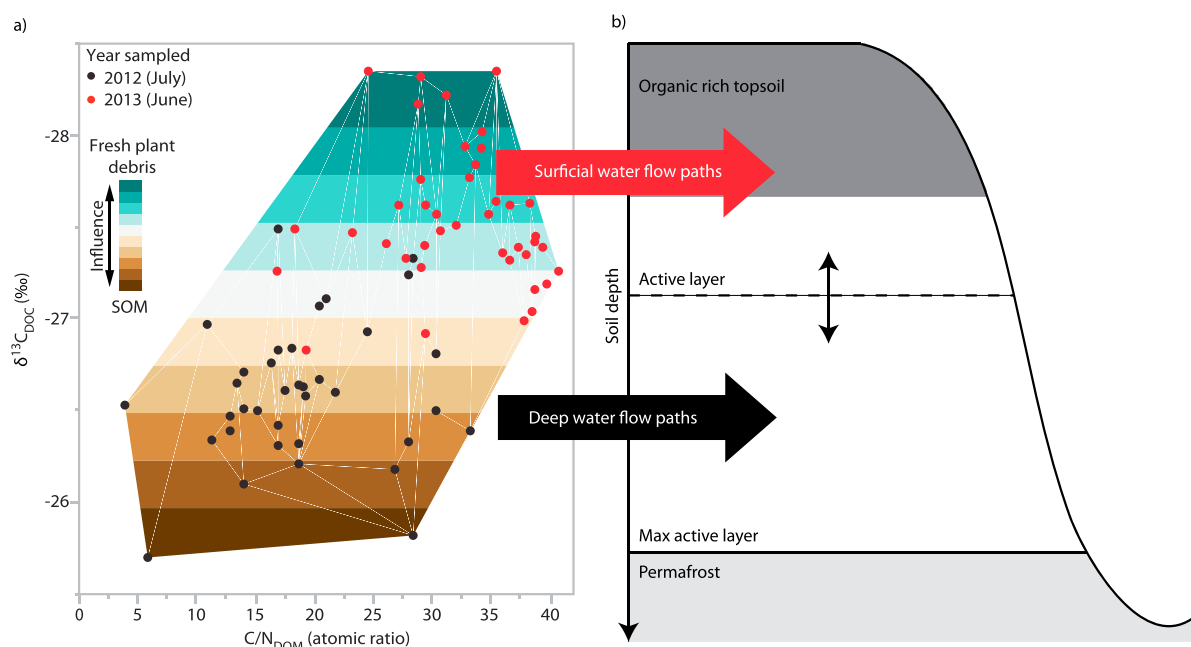 a)
Year sampled
2012 (July)
2013 (June)
Fresh plant
debris
Influence
SOM
-28
-27
-26
δ¹³C_DOC (‰)
0
5
10
15
20
25
30
35
40
C/N_DOM (atomic ratio)
b)
Organic rich topsoil
Surficial water flow paths
Active layer
Soil depth
Deep water flow paths
Max active layer
Permafrost